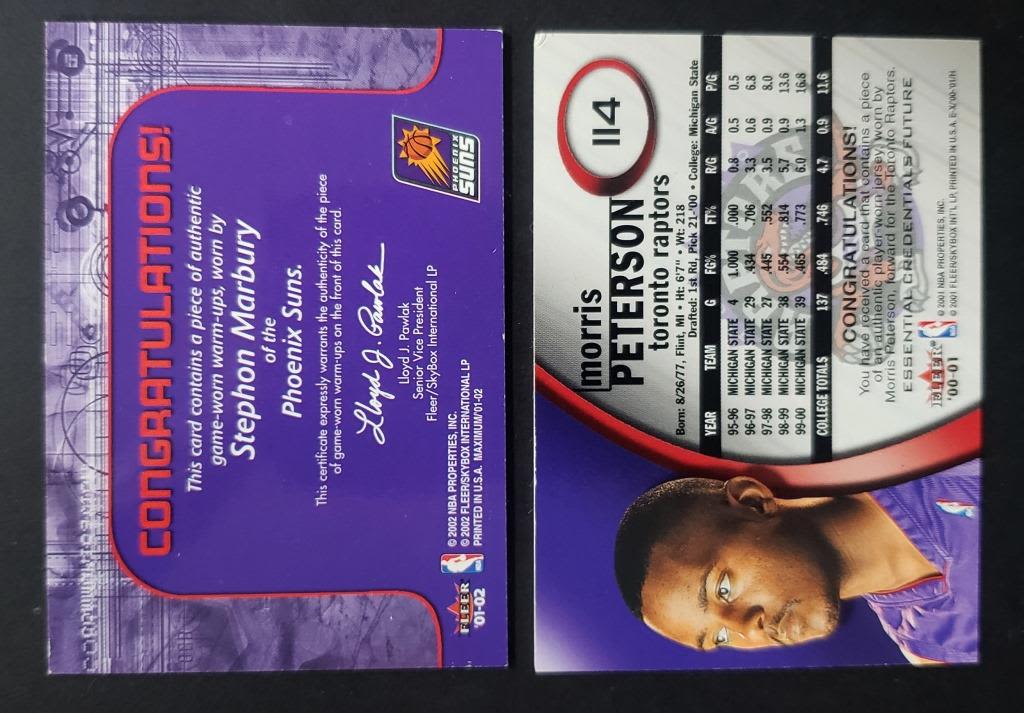 CONGRATULATIONS!
This card contains a piece of authentic
game-worn warm-ups, worn by
Stephon Marbury
of the
Phoenix Suns.
This certificate expressly warrants the authenticity of the piece
of game-worn warm-ups on the front of this card.
PHOENIX
SUNS
Lloyd J. Pawlak
Lloyd J. Pawlak
Senior Vice President
Fleer/SkyBox International LP
FLEER
'01-02
© 2002 NBA PROPERTIES, INC.
© 2002 FLEER/SKYBOX INTERNATIONAL LP
PRINTED IN U.S.A. MAXIMUM/'01-02
114
morris
PETERSON
toronto raptors
Born: 8/26/77, Flint, MI • Ht: 6'7" • Wt: 218
Drafted: 1st Rd, Pick 21-'00 • College: Michigan State
YEAR TEAM G FG% FT% R/G A/G P/G
95-96 MICHIGAN STATE 4 1.000 .000 0.8 0.5 0.5
96-97 MICHIGAN STATE 29 .434 .706 3.3 0.6 6.8
97-98 MICHIGAN STATE 27 .445 .552 3.5 0.9 8.0
98-99 MICHIGAN STATE 38 .554 .814 5.7 0.9 13.6
99-00 MICHIGAN STATE 39 .465 .773 6.0 1.3 16.8
COLLEGE TOTALS 137 .484 .746 4.7 0.9 11.6
CONGRATULATIONS!
You have received a card that contains a piece
of an authentic player-worn jersey, worn by
Morris Peterson, forward for the Toronto Raptors.
ESSENTIAL CREDENTIALS FUTURE
FLEER®
'00-01
© 2001 NBA PROPERTIES, INC.
© 2001 FLEER/SKYBOX INT'L LP. PRINTED IN U.S.A. E-X/'00-'01/H